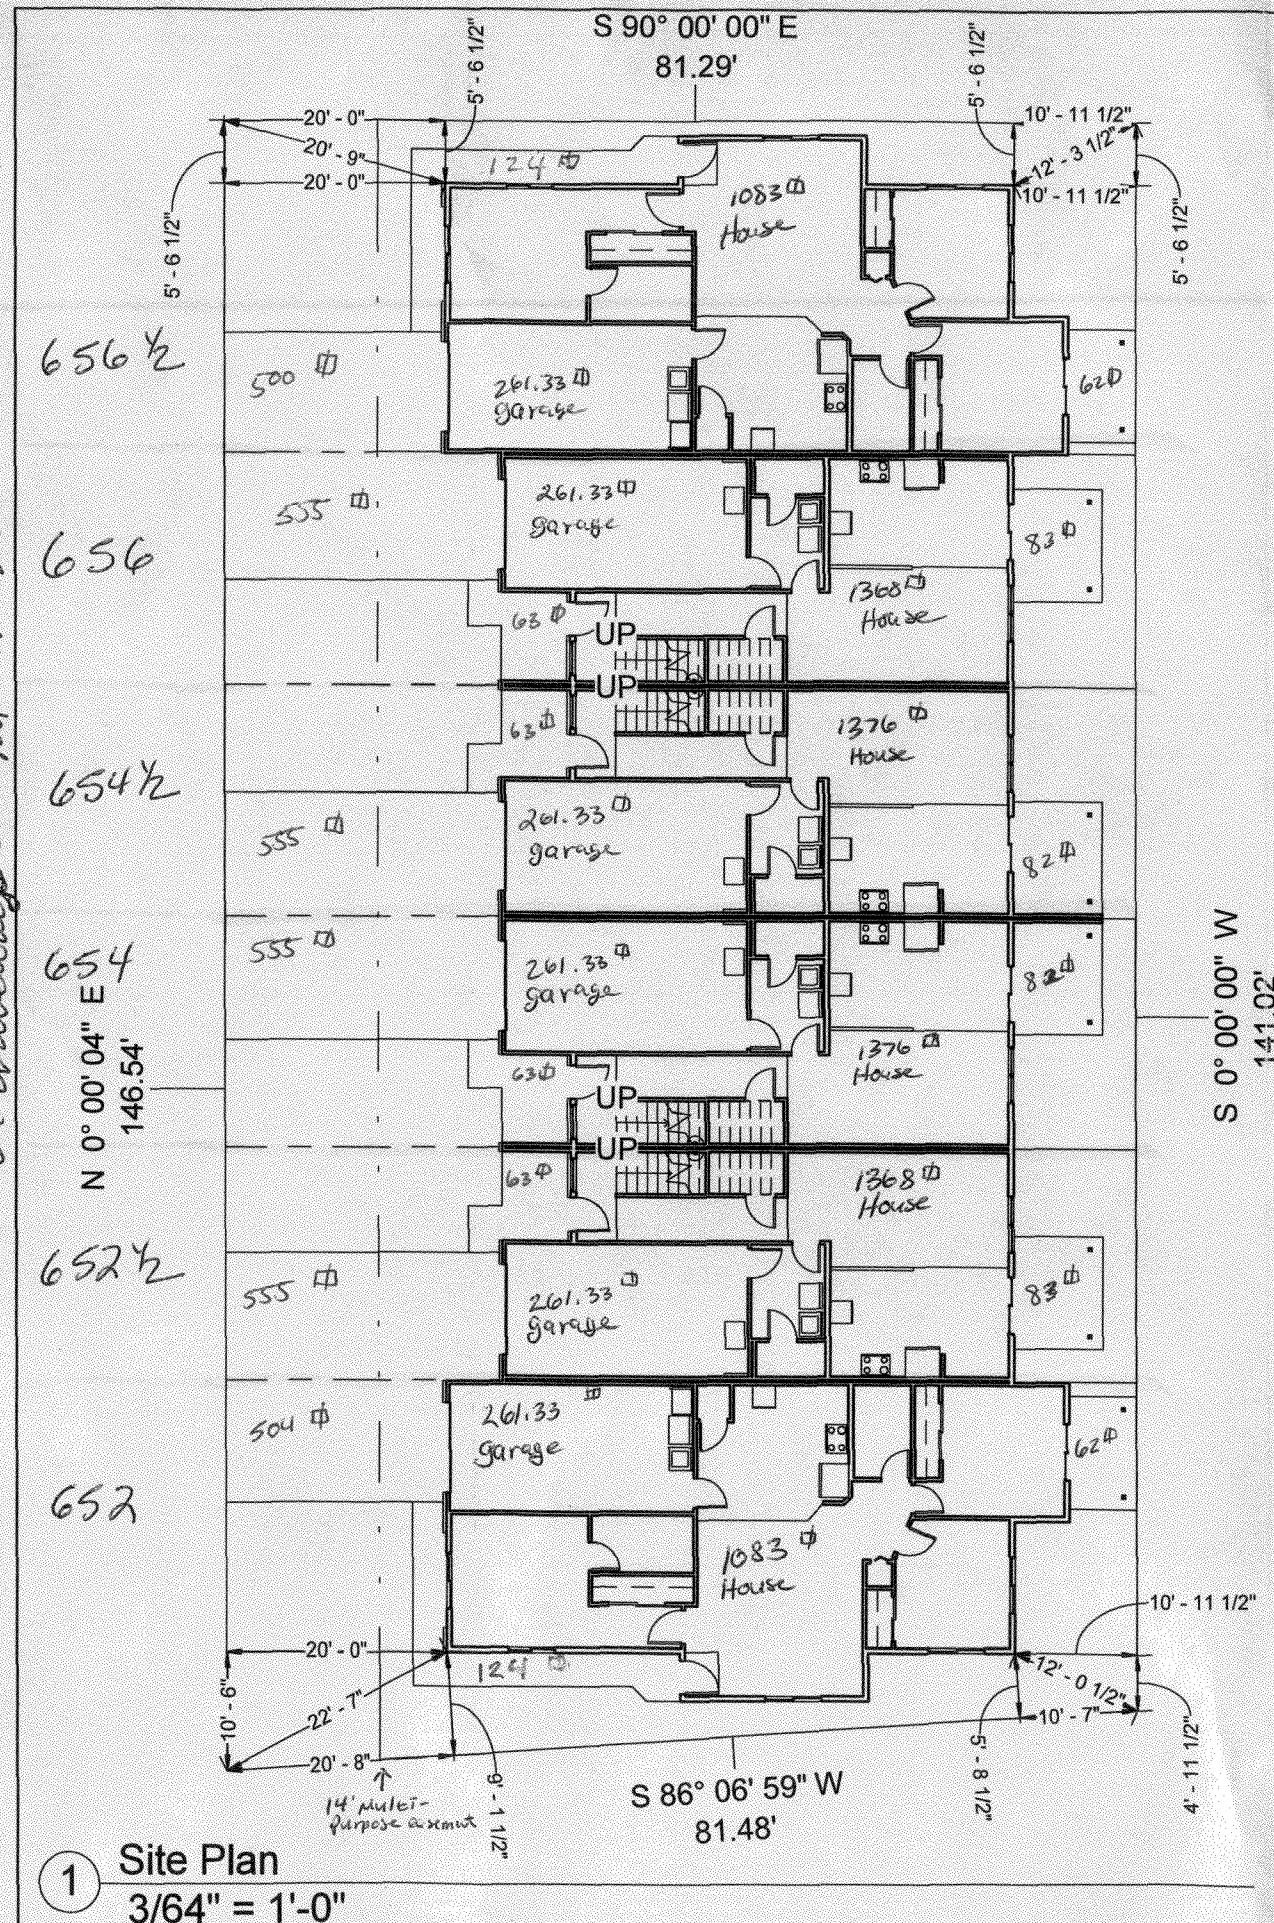 S 90° 00' 00" E
81.29'
5' - 6 1/2"
5' - 6 1/2"
20' - 0"
20' - 9"
20' - 0"
5' - 6 1/2"
10' - 11 1/2"
12' - 3 1/2"
10' - 11 1/2"
5' - 6 1/2"
124 ⌷
1083 ⌷
House
656 ½
500 ⌷
261.33 ⌷
garage
62 ⌷
656
555 ⌷
261.33 ⌷
garage
83 ⌷
1368 ⌷
House
63 ⌷
UP
UP
63 ⌷
1376 ⌷
House
654 ½
555 ⌷
261.33 ⌷
garage
82 ⌷
654
555 ⌷
261.33 ⌷
garage
82 ⌷
N 0° 00' 04" E
146.54'
S 0° 00' 00" W
141.02'
1376 ⌷
House
63 ⌷
UP
UP
63 ⌷
1368 ⌷
House
652 ½
555 ⌷
261.33 ⌷
garage
83 ⌷
652
504 ⌷
261.33 ⌷
garage
62 ⌷
1083 ⌷
House
124 ⌷
20' - 0"
22' - 7"
20' - 8"
10' - 6"
9' - 1 1/2"
10' - 11 1/2"
12' - 0 1/2"
10' - 7"
5' - 8 1/2"
4' - 11 1/2"
S 86° 06' 59" W
81.48'
14' Multi-
Purpose easemut
1
Site Plan
3/64" = 1'-0"